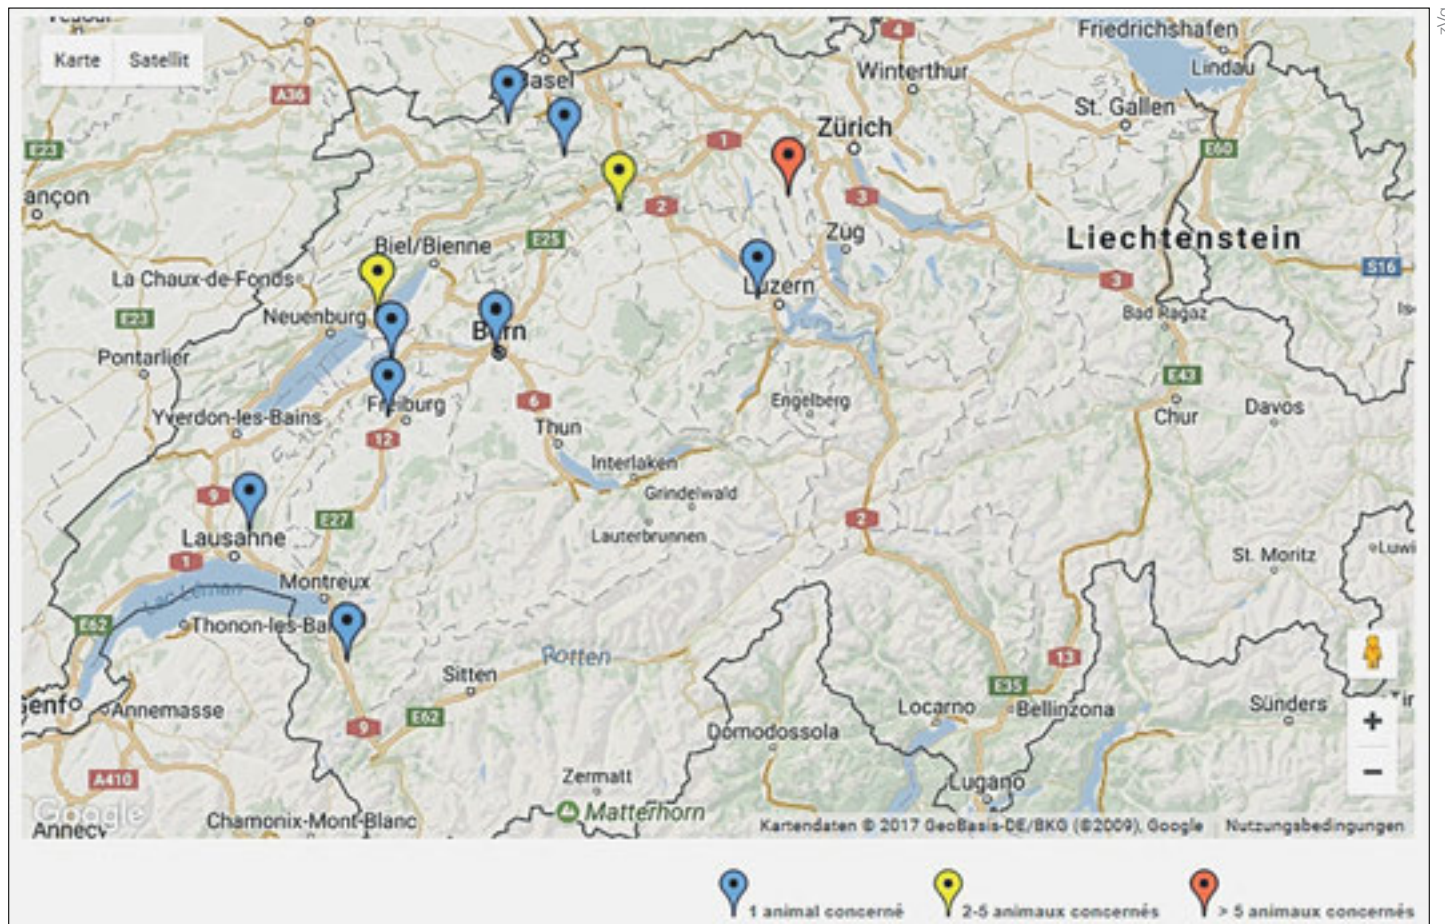 Friedrichshafen
Karte Satellit
Basel
4
Winterthur
Lindau
A36
St. Gallen
E23
1
Zürich
E60
ançon
2
3
Biel/Bienne
E25
Zug
Liechtenstein
La Chaux-de-Fonds
S16
Luzern
3
E23
Neuenburg
Bern
Bad Ragaz
Pontarlier
E43
6
Engelberg
Yverdon-les-Bains
Freiburg
Chur
Davos
12
Thun
Interlaken
9
Grindelwald
E27
2
Lausanne
Lauterbrunnen
1
St. Moritz
Montreux
Lac Léman
E62
Thonon-les-Ba
Rotten
13
Sitten
E35
enf
Annemasse
9
E62
Locarno
Bellinzona
Sünders
Domodossola
+
A410
Zermatt
Lugano
−
Google
Matterhorn
Annecy
Chamonix-Mont-Blanc
Kartendaten © 2017 GeoBasis-DE/BKG (©2009), Google
Nutzungsbedingungen
1 animal concerné
2-5 animaux concernés
> 5 animaux concernés